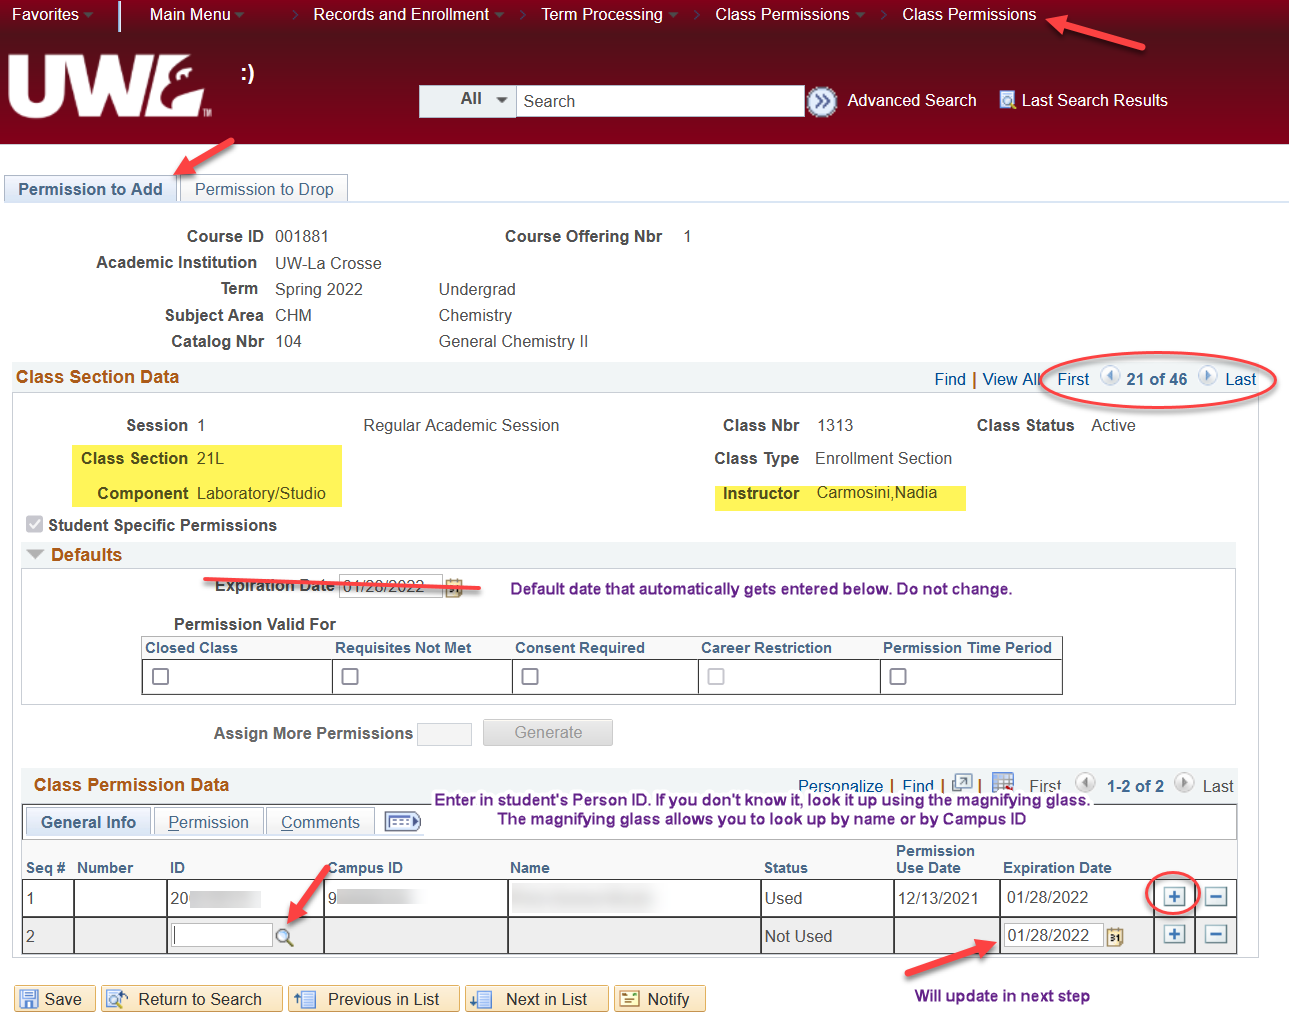 Favorites Main Menu > Records and Enrollment > Term Processing > Class Permissions > Class Permissions
UWL TM :)
All Search Advanced Search Last Search Results
Permission to Add Permission to Drop
Course ID 001881 Course Offering Nbr 1
Academic Institution UW-La Crosse
Term Spring 2022 Undergrad
Subject Area CHM Chemistry
Catalog Nbr 104 General Chemistry II
Class Section Data Find | View All First 21 of 46 Last
Session 1 Regular Academic Session Class Nbr 1313 Class Status Active
Class Section 21L Class Type Enrollment Section
Component Laboratory/Studio Instructor Carmosini,Nadia
Student Specific Permissions
Defaults
Expiration Date 01/28/2022 31 Default date that automatically gets entered below. Do not change.
Permission Valid For
Closed Class Requisites Not Met Consent Required Career Restriction Permission Time Period
Assign More Permissions Generate
Class Permission Data Personalize | Find | | First 1-2 of 2 Last
Enter in student's Person ID. If you don't know it, look it up using the magnifying glass.
The magnifying glass allows you to look up by name or by Campus ID
General Info Permission Comments
Seq # Number ID Campus ID Name Status Permission Use Date Expiration Date
1 20 9 Used 12/13/2021 01/28/2022
2 Not Used 01/28/2022 31
Will update in next step
Save Return to Search Previous in List Next in List Notify